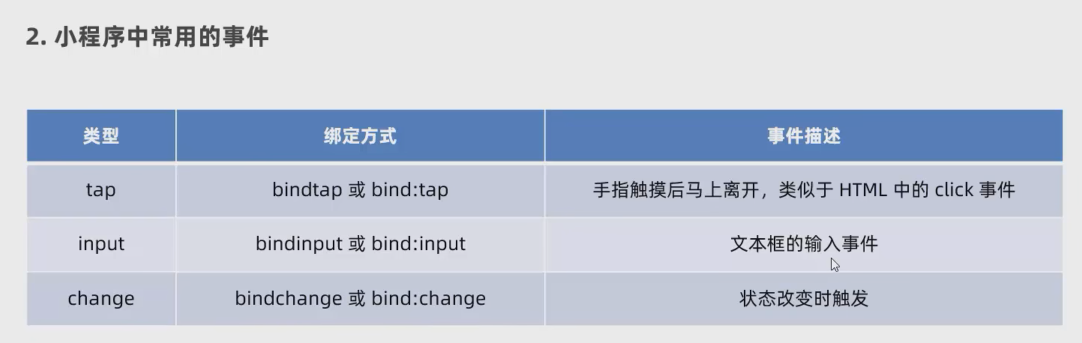 2. 小程序中常用的事件
类型 绑定方式 事件描述
tap bindtap 或 bind:tap 手指触摸后马上离开，类似于 HTML 中的 click 事件
input bindinput 或 bind:input 文本框的输入事件
change bindchange 或 bind:change 状态改变时触发